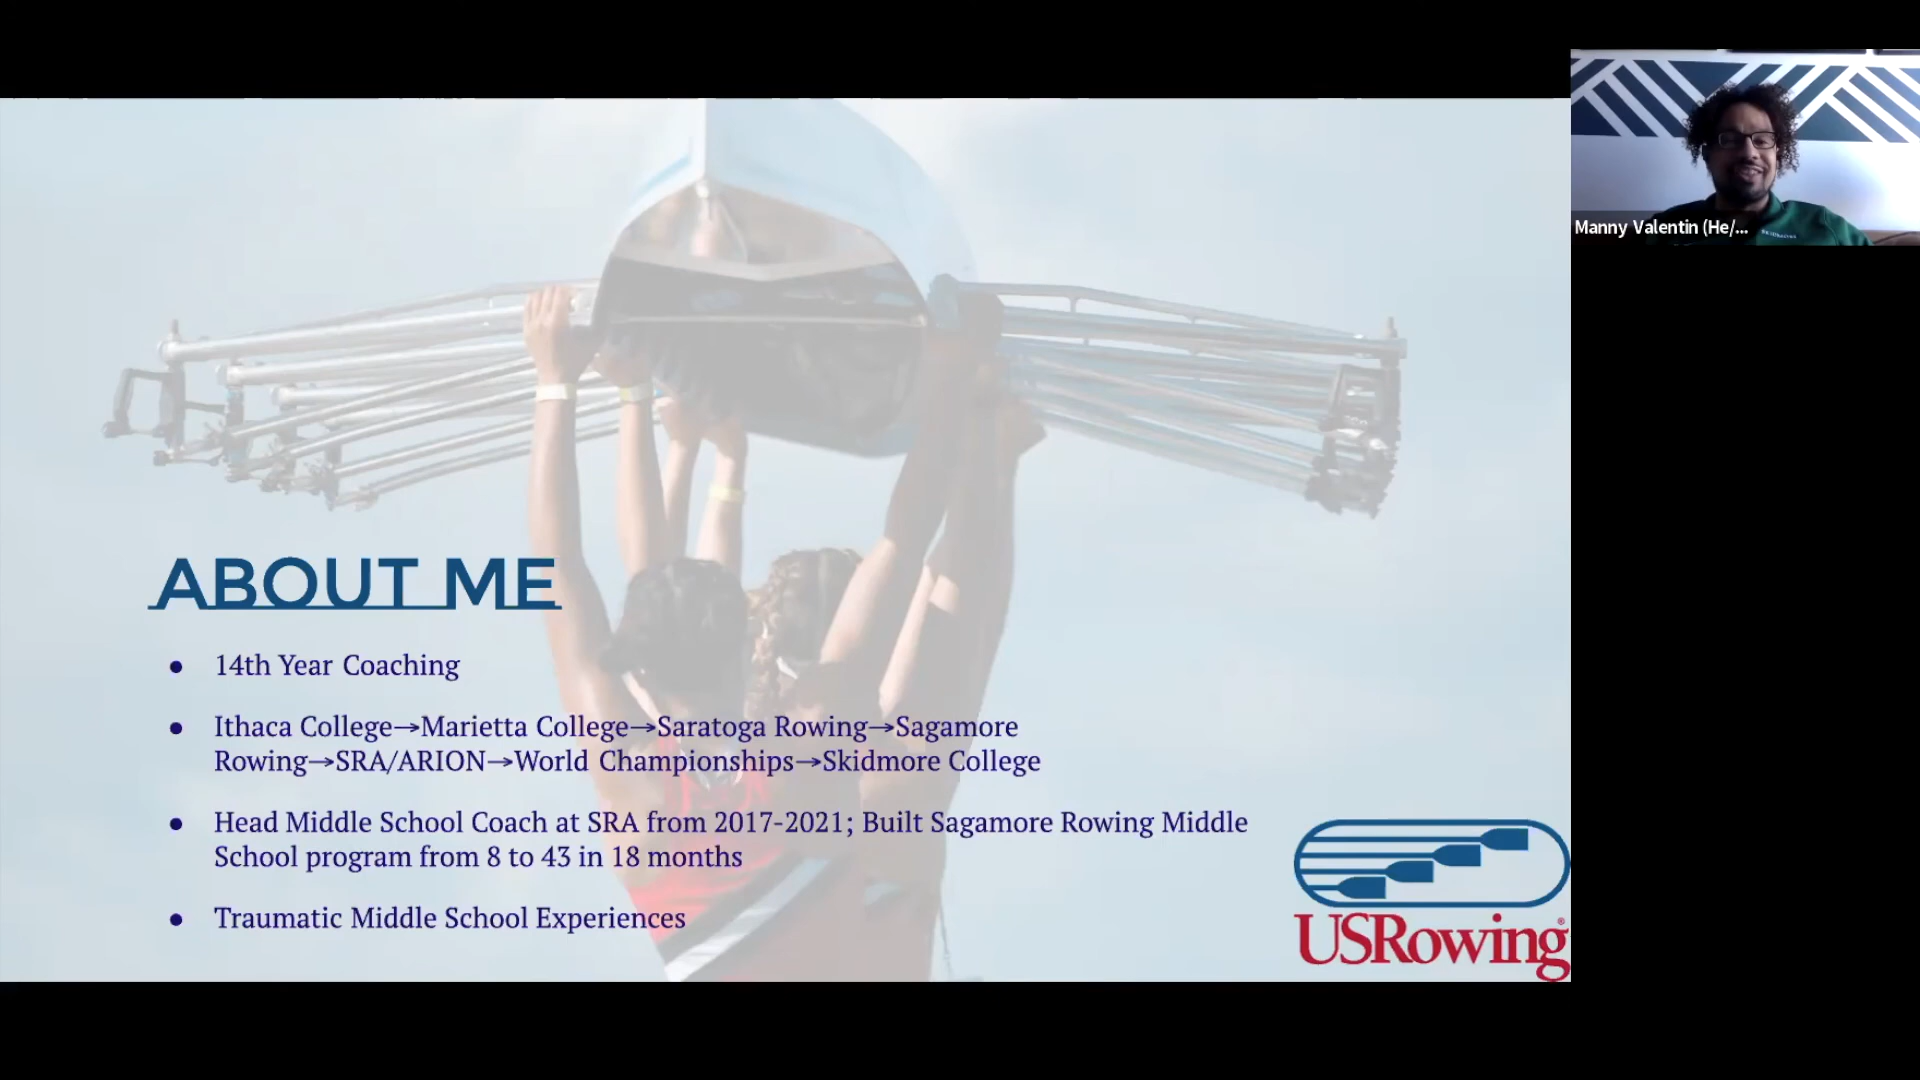 Manny Valentin (He/...
ABOUT ME
● 14th Year Coaching
● Ithaca College→Marietta College→Saratoga Rowing→Sagamore
Rowing→SRA/ARION→World Championships→Skidmore College
● Head Middle School Coach at SRA from 2017-2021; Built Sagamore Rowing Middle
School program from 8 to 43 in 18 months
● Traumatic Middle School Experiences
USRowing®